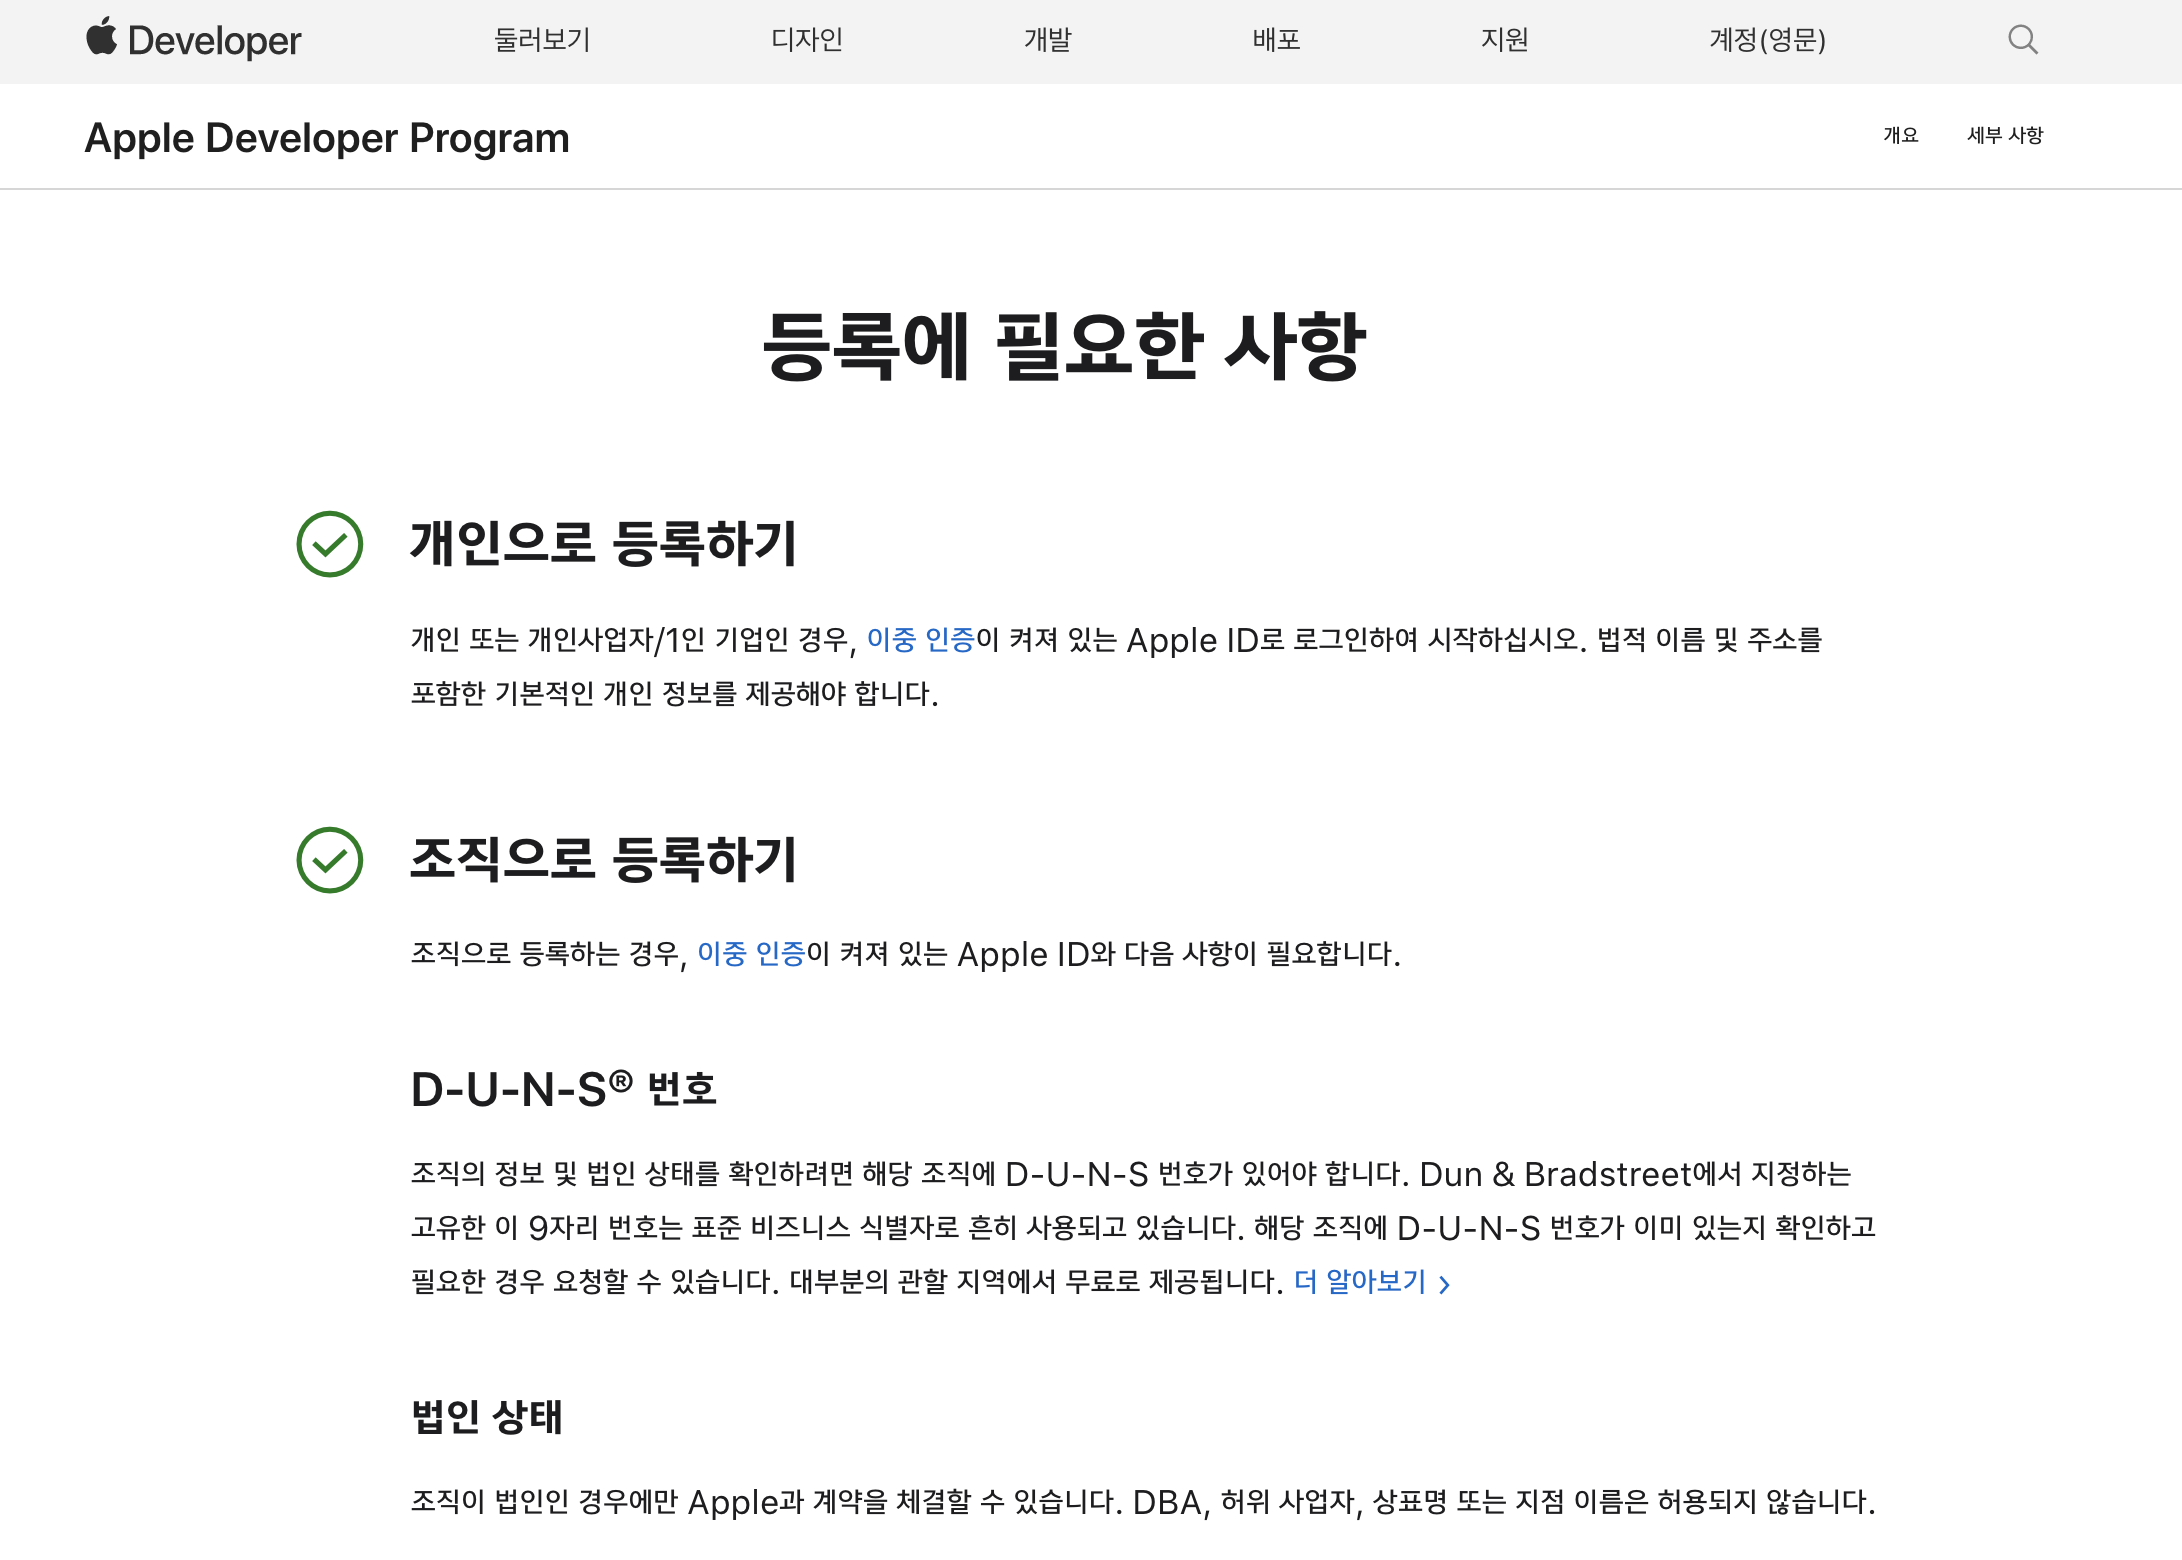 Developer 둘러보기 디자인 개발 배포 지원 계정(영문)
Apple Developer Program 개요 세부 사항
등록에 필요한 사항
개인으로 등록하기
개인 또는 개인사업자/1인 기업인 경우, 이중 인증이 켜져 있는 Apple ID로 로그인하여 시작하십시오. 법적 이름 및 주소를
포함한 기본적인 개인 정보를 제공해야 합니다.
조직으로 등록하기
조직으로 등록하는 경우, 이중 인증이 켜져 있는 Apple ID와 다음 사항이 필요합니다.
D-U-N-S® 번호
조직의 정보 및 법인 상태를 확인하려면 해당 조직에 D-U-N-S 번호가 있어야 합니다. Dun & Bradstreet에서 지정하는
고유한 이 9자리 번호는 표준 비즈니스 식별자로 흔히 사용되고 있습니다. 해당 조직에 D-U-N-S 번호가 이미 있는지 확인하고
필요한 경우 요청할 수 있습니다. 대부분의 관할 지역에서 무료로 제공됩니다. 더 알아보기 >
법인 상태
조직이 법인인 경우에만 Apple과 계약을 체결할 수 있습니다. DBA, 허위 사업자, 상표명 또는 지점 이름은 허용되지 않습니다.